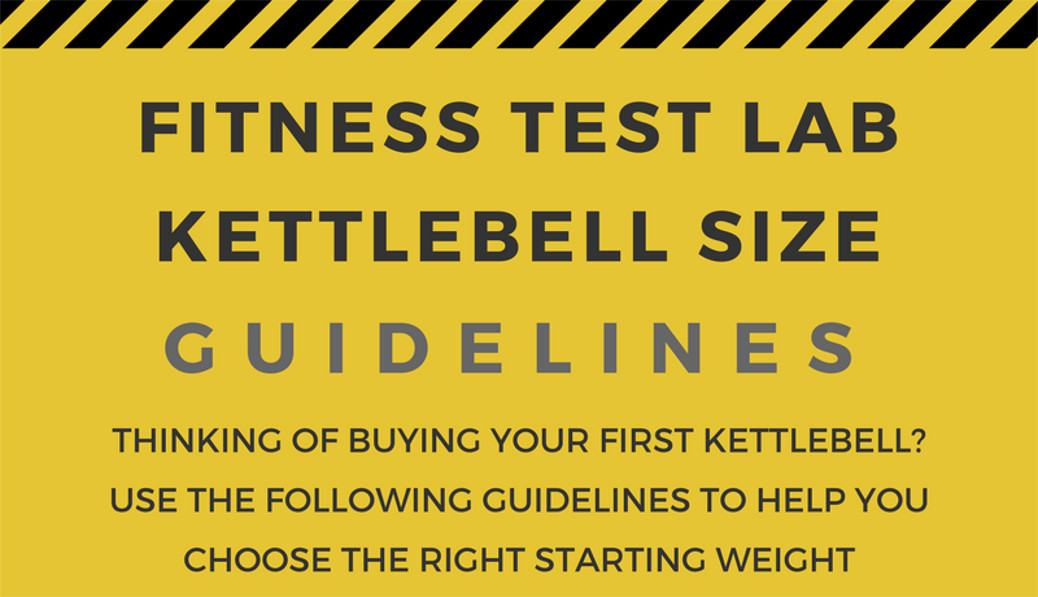 FITNESS TEST LAB
KETTLEBELL SIZE
GUIDELINES
THINKING OF BUYING YOUR FIRST KETTLEBELL?
USE THE FOLLOWING GUIDELINES TO HELP YOU
CHOOSE THE RIGHT STARTING WEIGHT